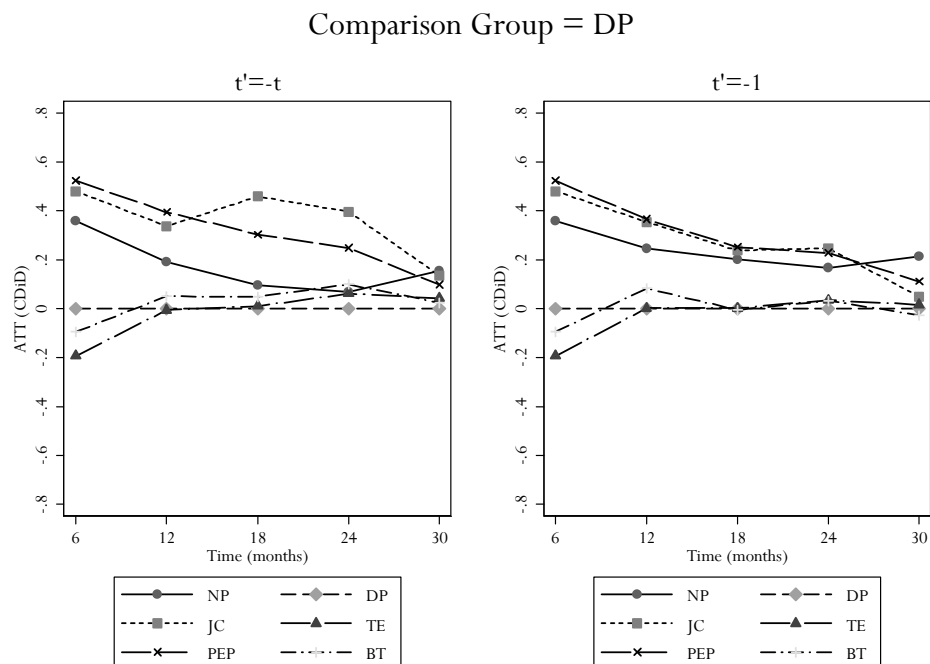 Comparison Group = DP
t'=-t
ATT (CDiD)
.8
.6
.4
.2
0
-.2
-.4
-.6
-.8
6 12 18 24 30
Time (months)
NP DP
JC TE
PEP BT
t'=-1
ATT (CDiD)
.8
.6
.4
.2
0
-.2
-.4
-.6
-.8
6 12 18 24 30
Time (months)
NP DP
JC TE
PEP BT